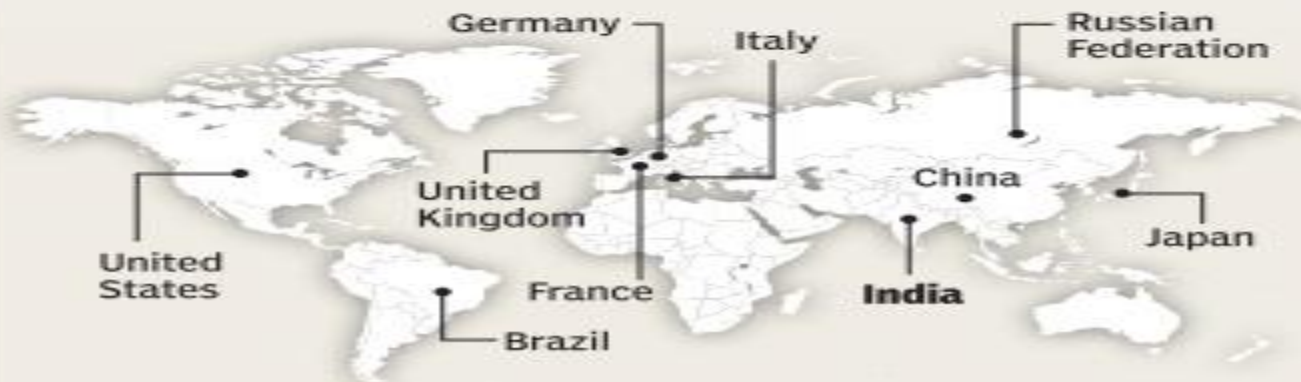 Germany
Italy
Russian
Federation
United
Kingdom
China
United
States
France
India
Japan
Brazil